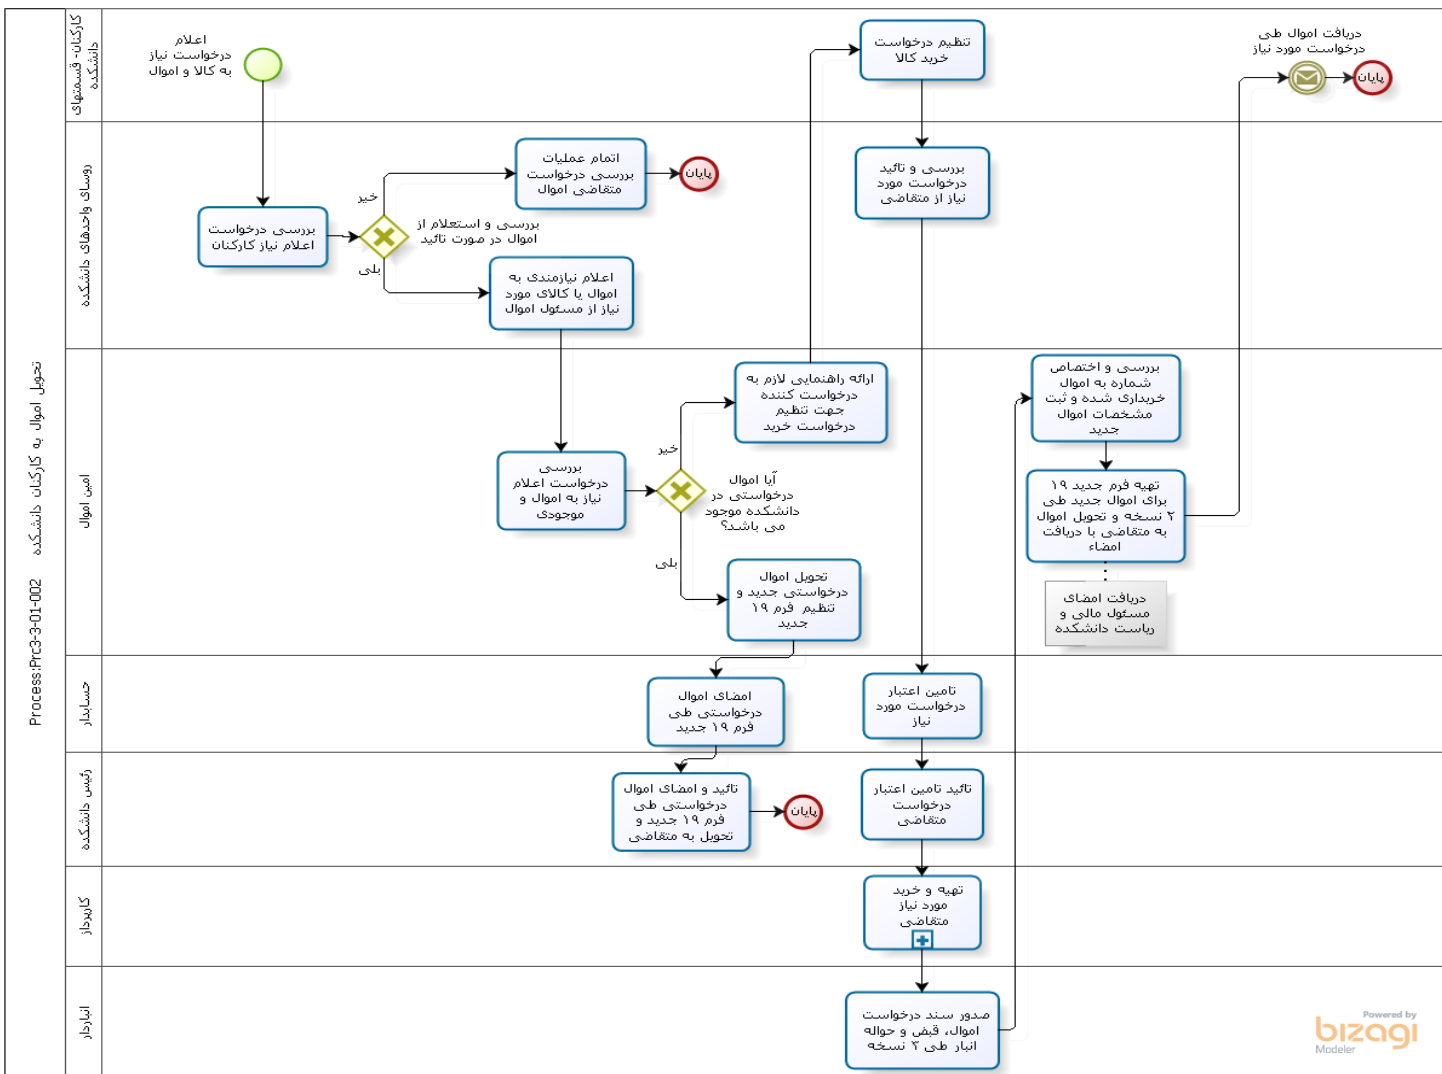 Process:Prc3-3-01-002 تحویل اموال به کارکنان دانشکده
کارکنان- قسمتهای
دانشکده
اعلام
درخواست نیاز
به کالا و اموال
تنظیم درخواست
خرید کالا
دریافت اموال طی
درخواست مورد نیاز
پایان
روسای واحدهای دانشکده
بررسی درخواست
اعلام نیاز کارکنان
خیر
بلی
بررسی و استعلام از
اموال در صورت تائید
اتمام عملیات
بررسی درخواست
متقاضی اموال
پایان
اعلام نیازمندی به
اموال یا کالای مورد
نیاز از مسئول اموال
بررسی و تائید
درخواست مورد
نیاز از متقاضی
امین اموال
بررسی
درخواست اعلام
نیاز به اموال و
موجودی
خیر
بلی
آیا اموال
درخواستی در
دانشکده موجود
می باشد؟
ارائه راهنمایی لازم به
درخواست کننده
جهت تنظیم
درخواست خرید
تحویل اموال
درخواستی جدید و
تنظیم فرم ۱۹
جدید
بررسی و اختصاص
شماره به اموال
خریداری شده و ثبت
مشخصات اموال
جدید
تهیه فرم جدید ۱۹
برای اموال جدید طی
۲ نسخه و تحویل اموال
به متقاضی با دریافت
امضاء
دریافت امضای
مسئول مالی و
ریاست دانشکده
حسابدار
امضای اموال
درخواستی طی
فرم ۱۹ جدید
تامین اعتبار
درخواست مورد
نیاز
رئیس دانشکده
تائید و امضای اموال
درخواستی طی
فرم ۱۹ جدید و
تحویل به متقاضی
پایان
تائید تامین اعتبار
درخواست
متقاضی
کارپرداز
تهیه و خرید
مورد نیاز
متقاضی
انباردار
صدور سند درخواست
اموال، قبض و حواله
انبار طی ۳ نسخه
Powered by
bizagi
Modeler